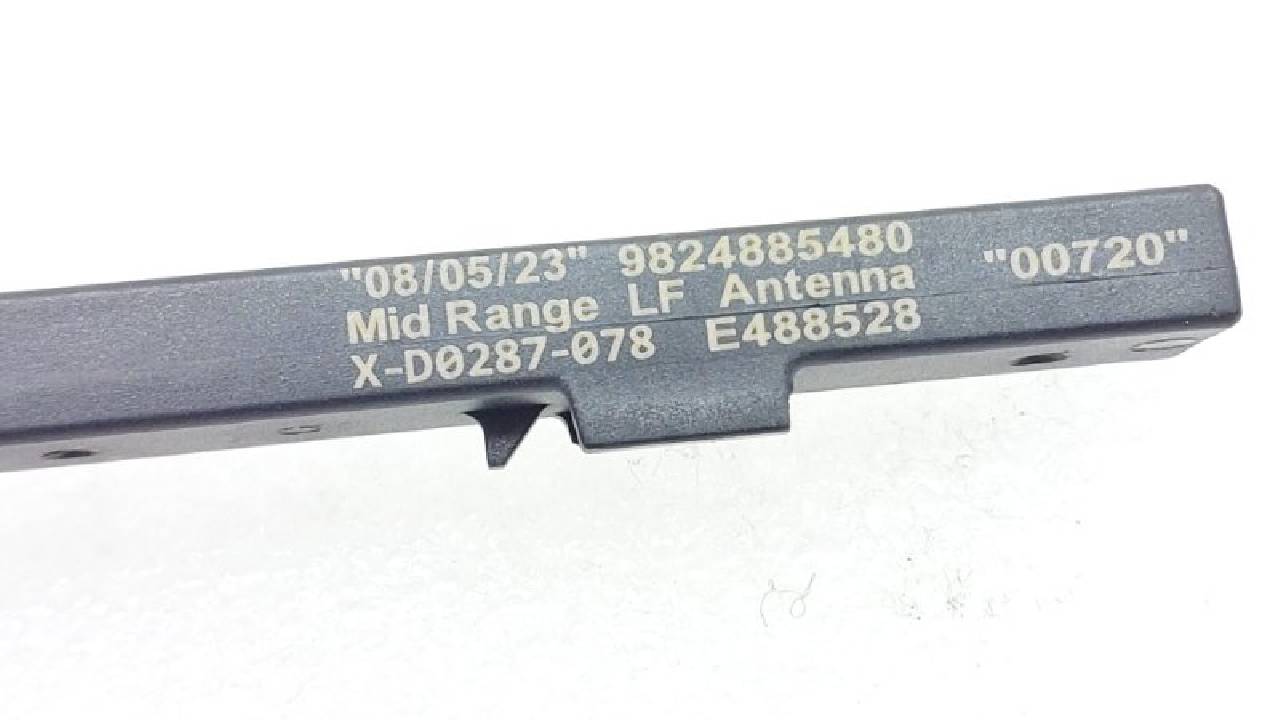 "08/05/23" 9824885480 "00720"
Mid Range LF Antenna
X-D0287-078 E488528